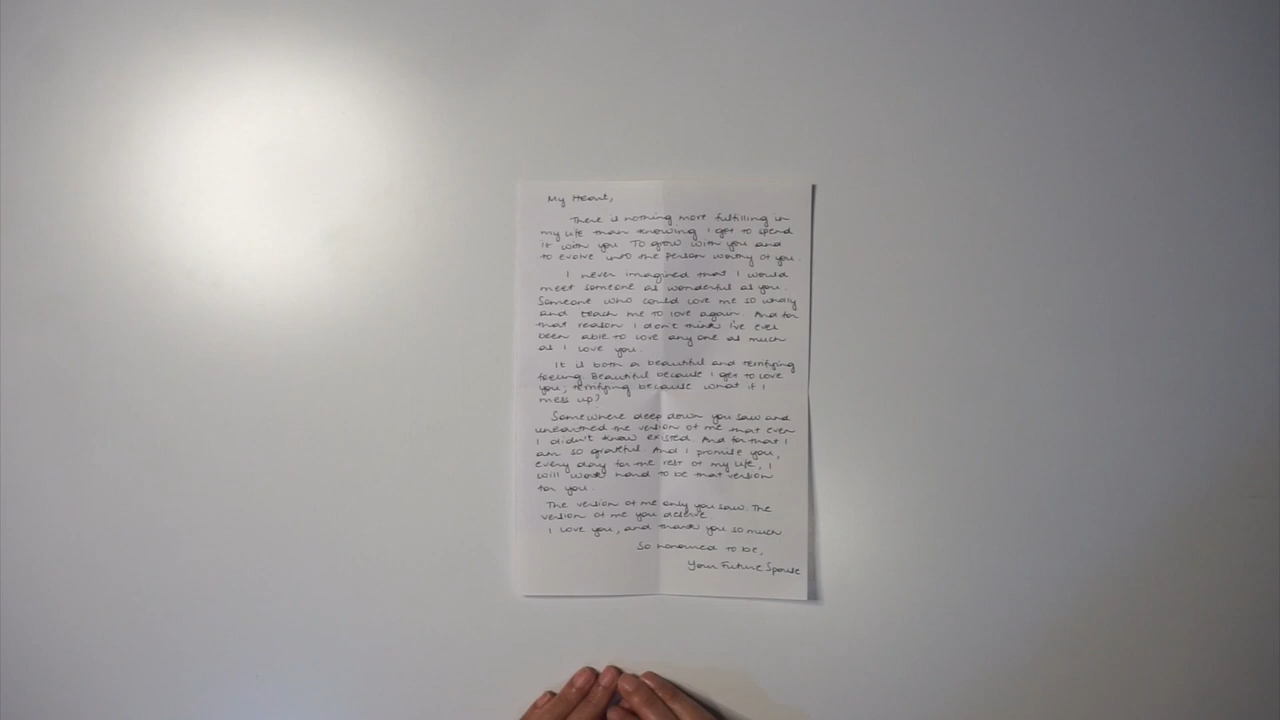 My Heart,
There is nothing more fulfilling in
my life than knowing I get to spend
it with you. To grow with you and
to evolve into the person worthy of you.
I never imagined that I would
meet someone as wonderful as you.
Someone who could love me so wholly
and teach me to love again. And for
that reason I don't think I've ever
been able to love anyone as much
as I love you.
It is both a beautiful and terrifying
feeling. Beautiful because I get to love
you; terrifying because what if I
mess up?
Somewhere deep down you saw and
unearthed the version of me that even
I didn't know existed. And for that I
am so grateful. And I promise you,
every day for the rest of my life, I
will work hard to be that version
for you.
The version of me only you saw. The
version of me you deserve
I love you, and thank you so much
So honoured to be,
Your Future Spouse